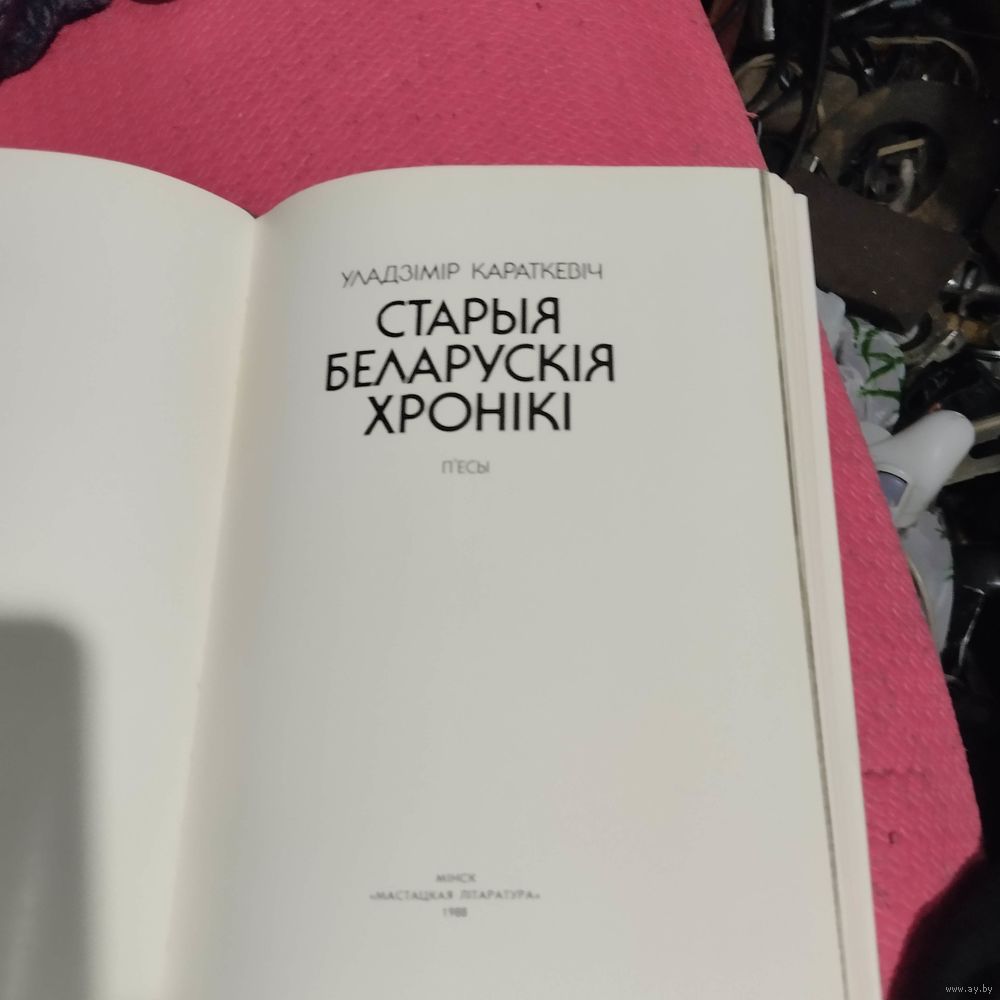 УЛАДЗІМІР КАРАТКЕВІЧ
СТАРЫЯ
БЕЛАРУСКІЯ
ХРОНІКІ
П'ЕСЫ
МІНСК
«МАСТАЦКАЯ ЛІТАРАТУРА»
1988
www.ay.by